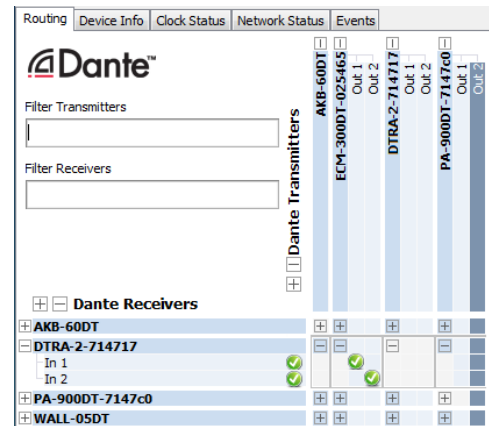 Routing Device Info Clock Status Network Status Events
Dante™
Filter Transmitters
Filter Receivers
Dante Transmitters
AKB-60DT
ECM-300DT-025465
Out 1
Out 2
DTRA-2-714717
Out 1
Out 2
PA-900DT-7147c0
Out 1
Out 2
Dante Receivers
AKB-60DT
DTRA-2-714717
In 1
In 2
PA-900DT-7147c0
WALL-05DT